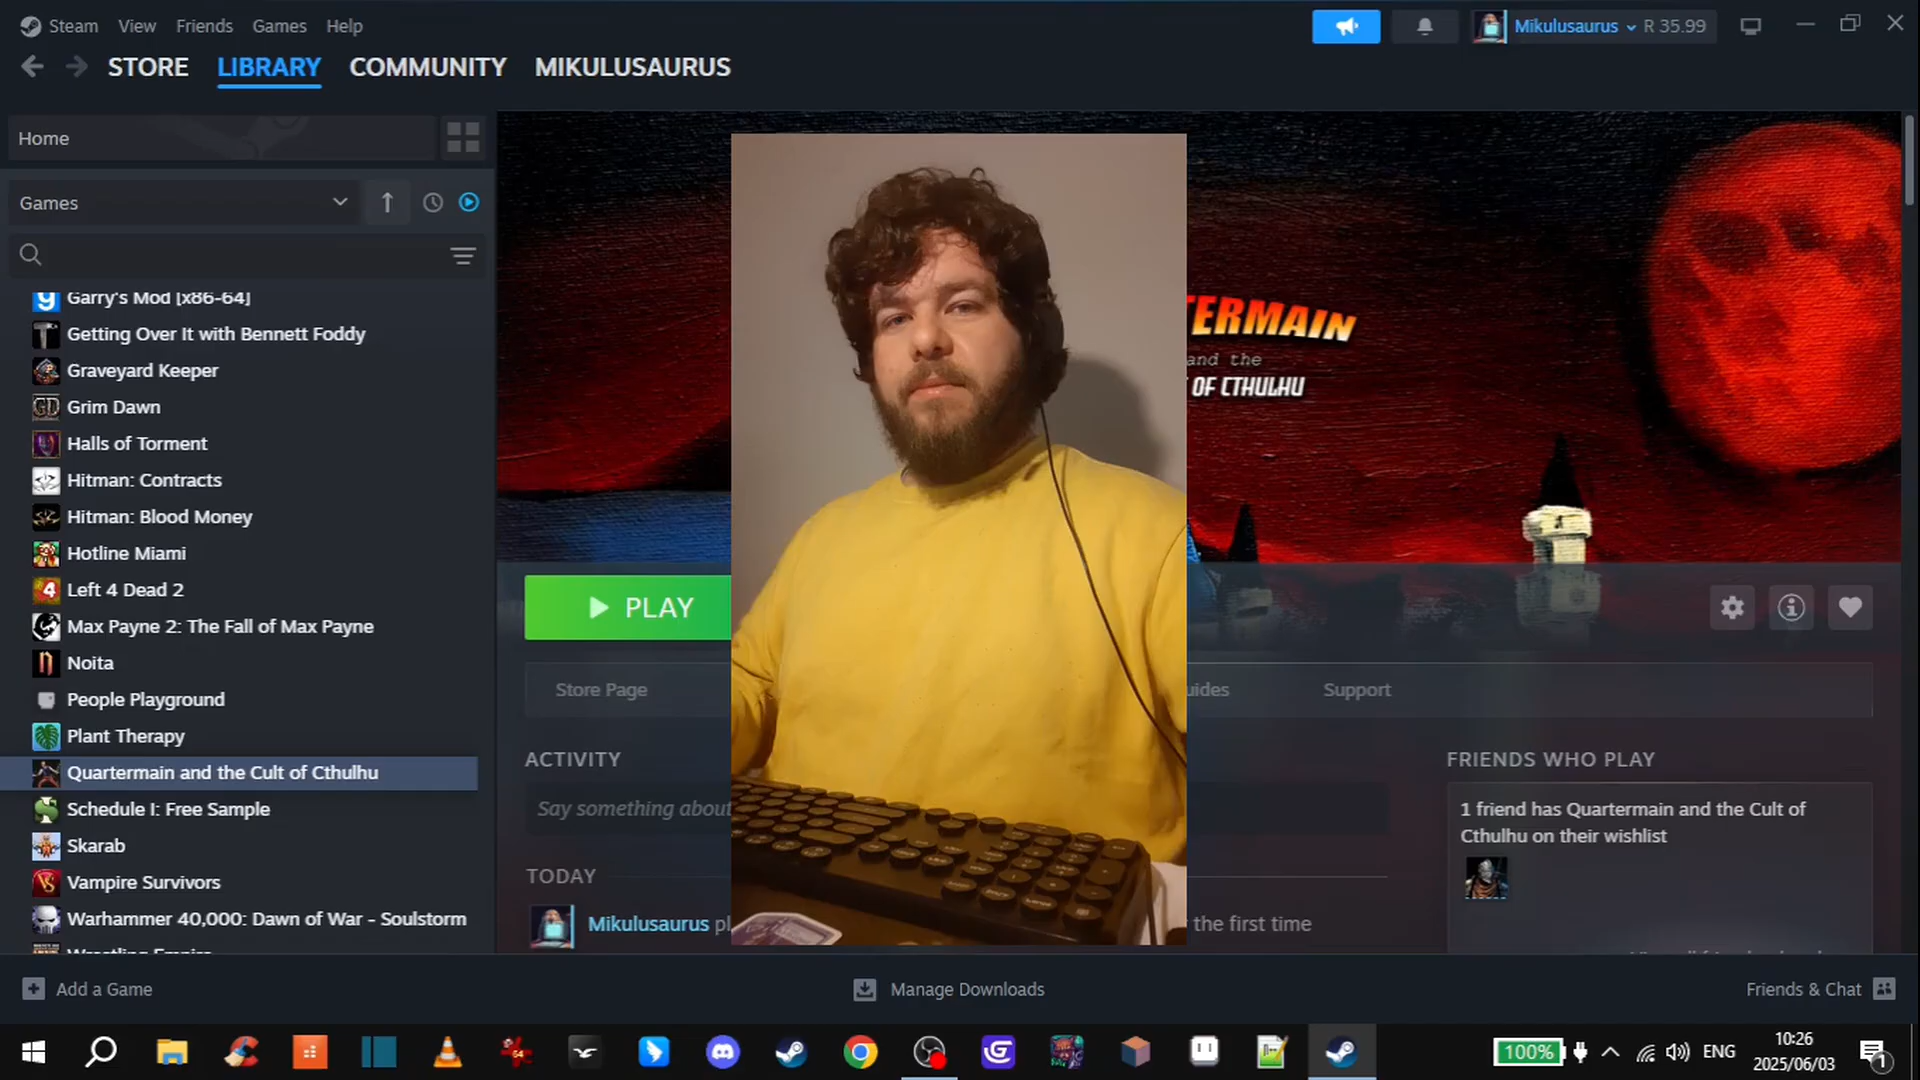 Steam View Friends Games Help
Mikulusaurus R 35.99
STORE LIBRARY COMMUNITY MIKULUSAURUS
Home
Games
Garry's Mod [x86-64]
Getting Over It with Bennett Foddy
Graveyard Keeper
Grim Dawn
Halls of Torment
Hitman: Contracts
Hitman: Blood Money
Hotline Miami
Left 4 Dead 2
Max Payne 2: The Fall of Max Payne
Noita
People Playground
Plant Therapy
Quartermain and the Cult of Cthulhu
Schedule I: Free Sample
Skarab
Vampire Survivors
Warhammer 40,000: Dawn of War - Soulstorm
TERMAIN
and the
OF CTHULHU
PLAY
Store Page
uides Support
ACTIVITY
Say something about
TODAY
Mikulusaurus pl
the first time
FRIENDS WHO PLAY
1 friend has Quartermain and the Cult of
Cthulhu on their wishlist
Add a Game
Manage Downloads
Friends & Chat
100%
ENG
10:26
2025/06/03
1